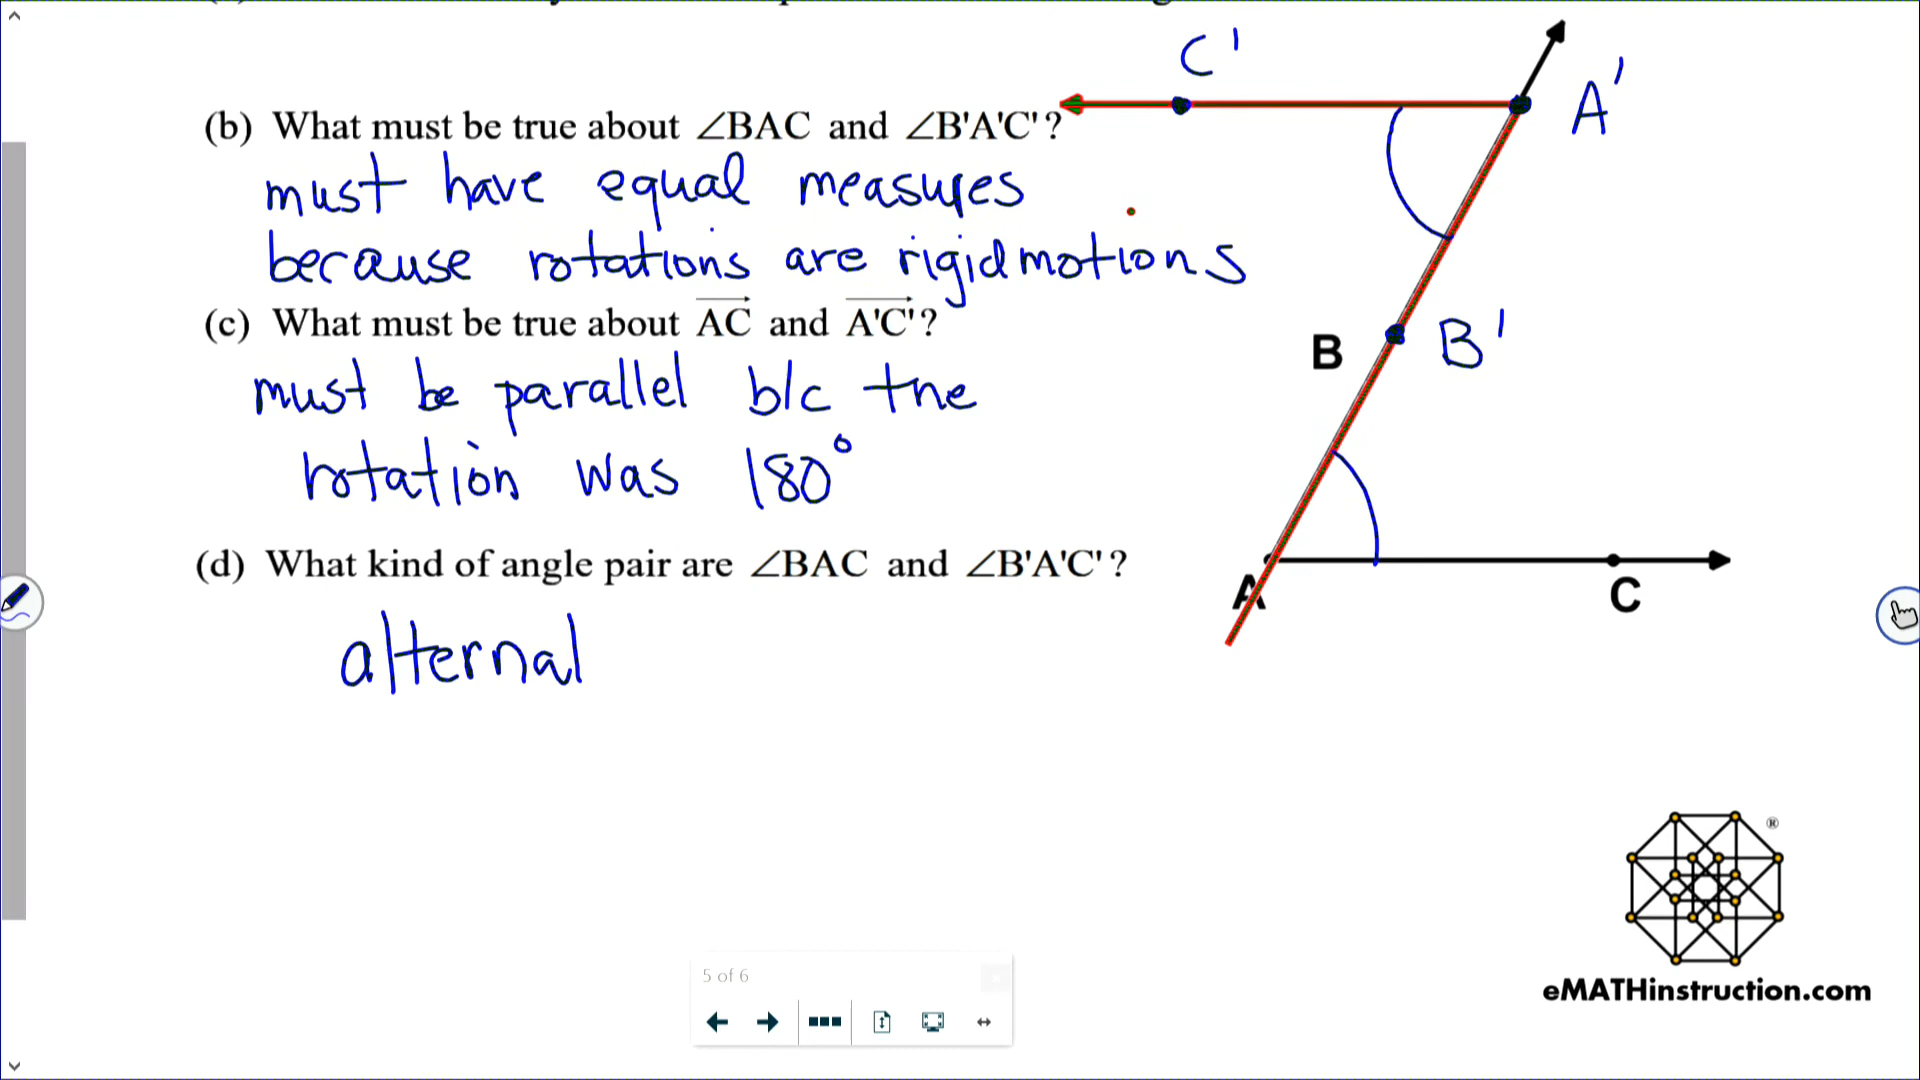 C' A'
(b) What must be true about ∠BAC and ∠B'A'C'?
must have equal measures
because rotations are rigid motions
(c) What must be true about AC and A'C'?
B B'
must be parallel b/c the
rotation was 180°
(d) What kind of angle pair are ∠BAC and ∠B'A'C'?
A C
alternal
®
eMATHinstruction.com
5 of 6